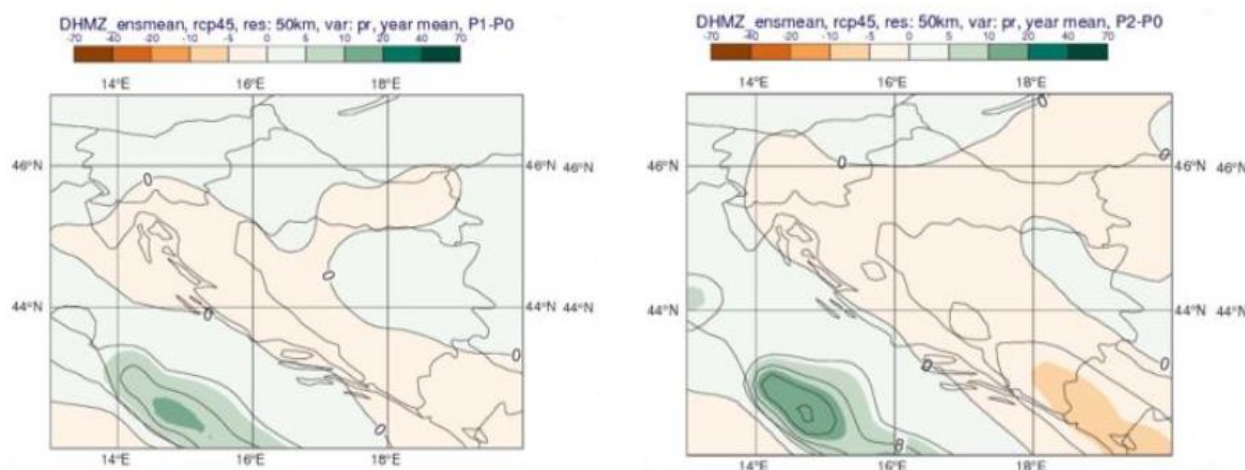 DHMZ_ensmean, rcp45, res: 50km, var: pr, year mean, P1-P0
-70 -40 -20 -10 -5 0 5 10 20 40 70
14°E 16°E 18°E
46°N 46°N
0
0
44°N 44°N
0
0
0
14°E 16°E 18°E
DHMZ_ensmean, rcp45, res: 50km, var: pr, year mean, P2-P0
-70 -40 -20 -10 -5 0 5 10 20 40 70
14°E 16°E 18°E
0
46°N 46°N
0
0
44°N 44°N
0
0
8
14°E 16°E 18°E